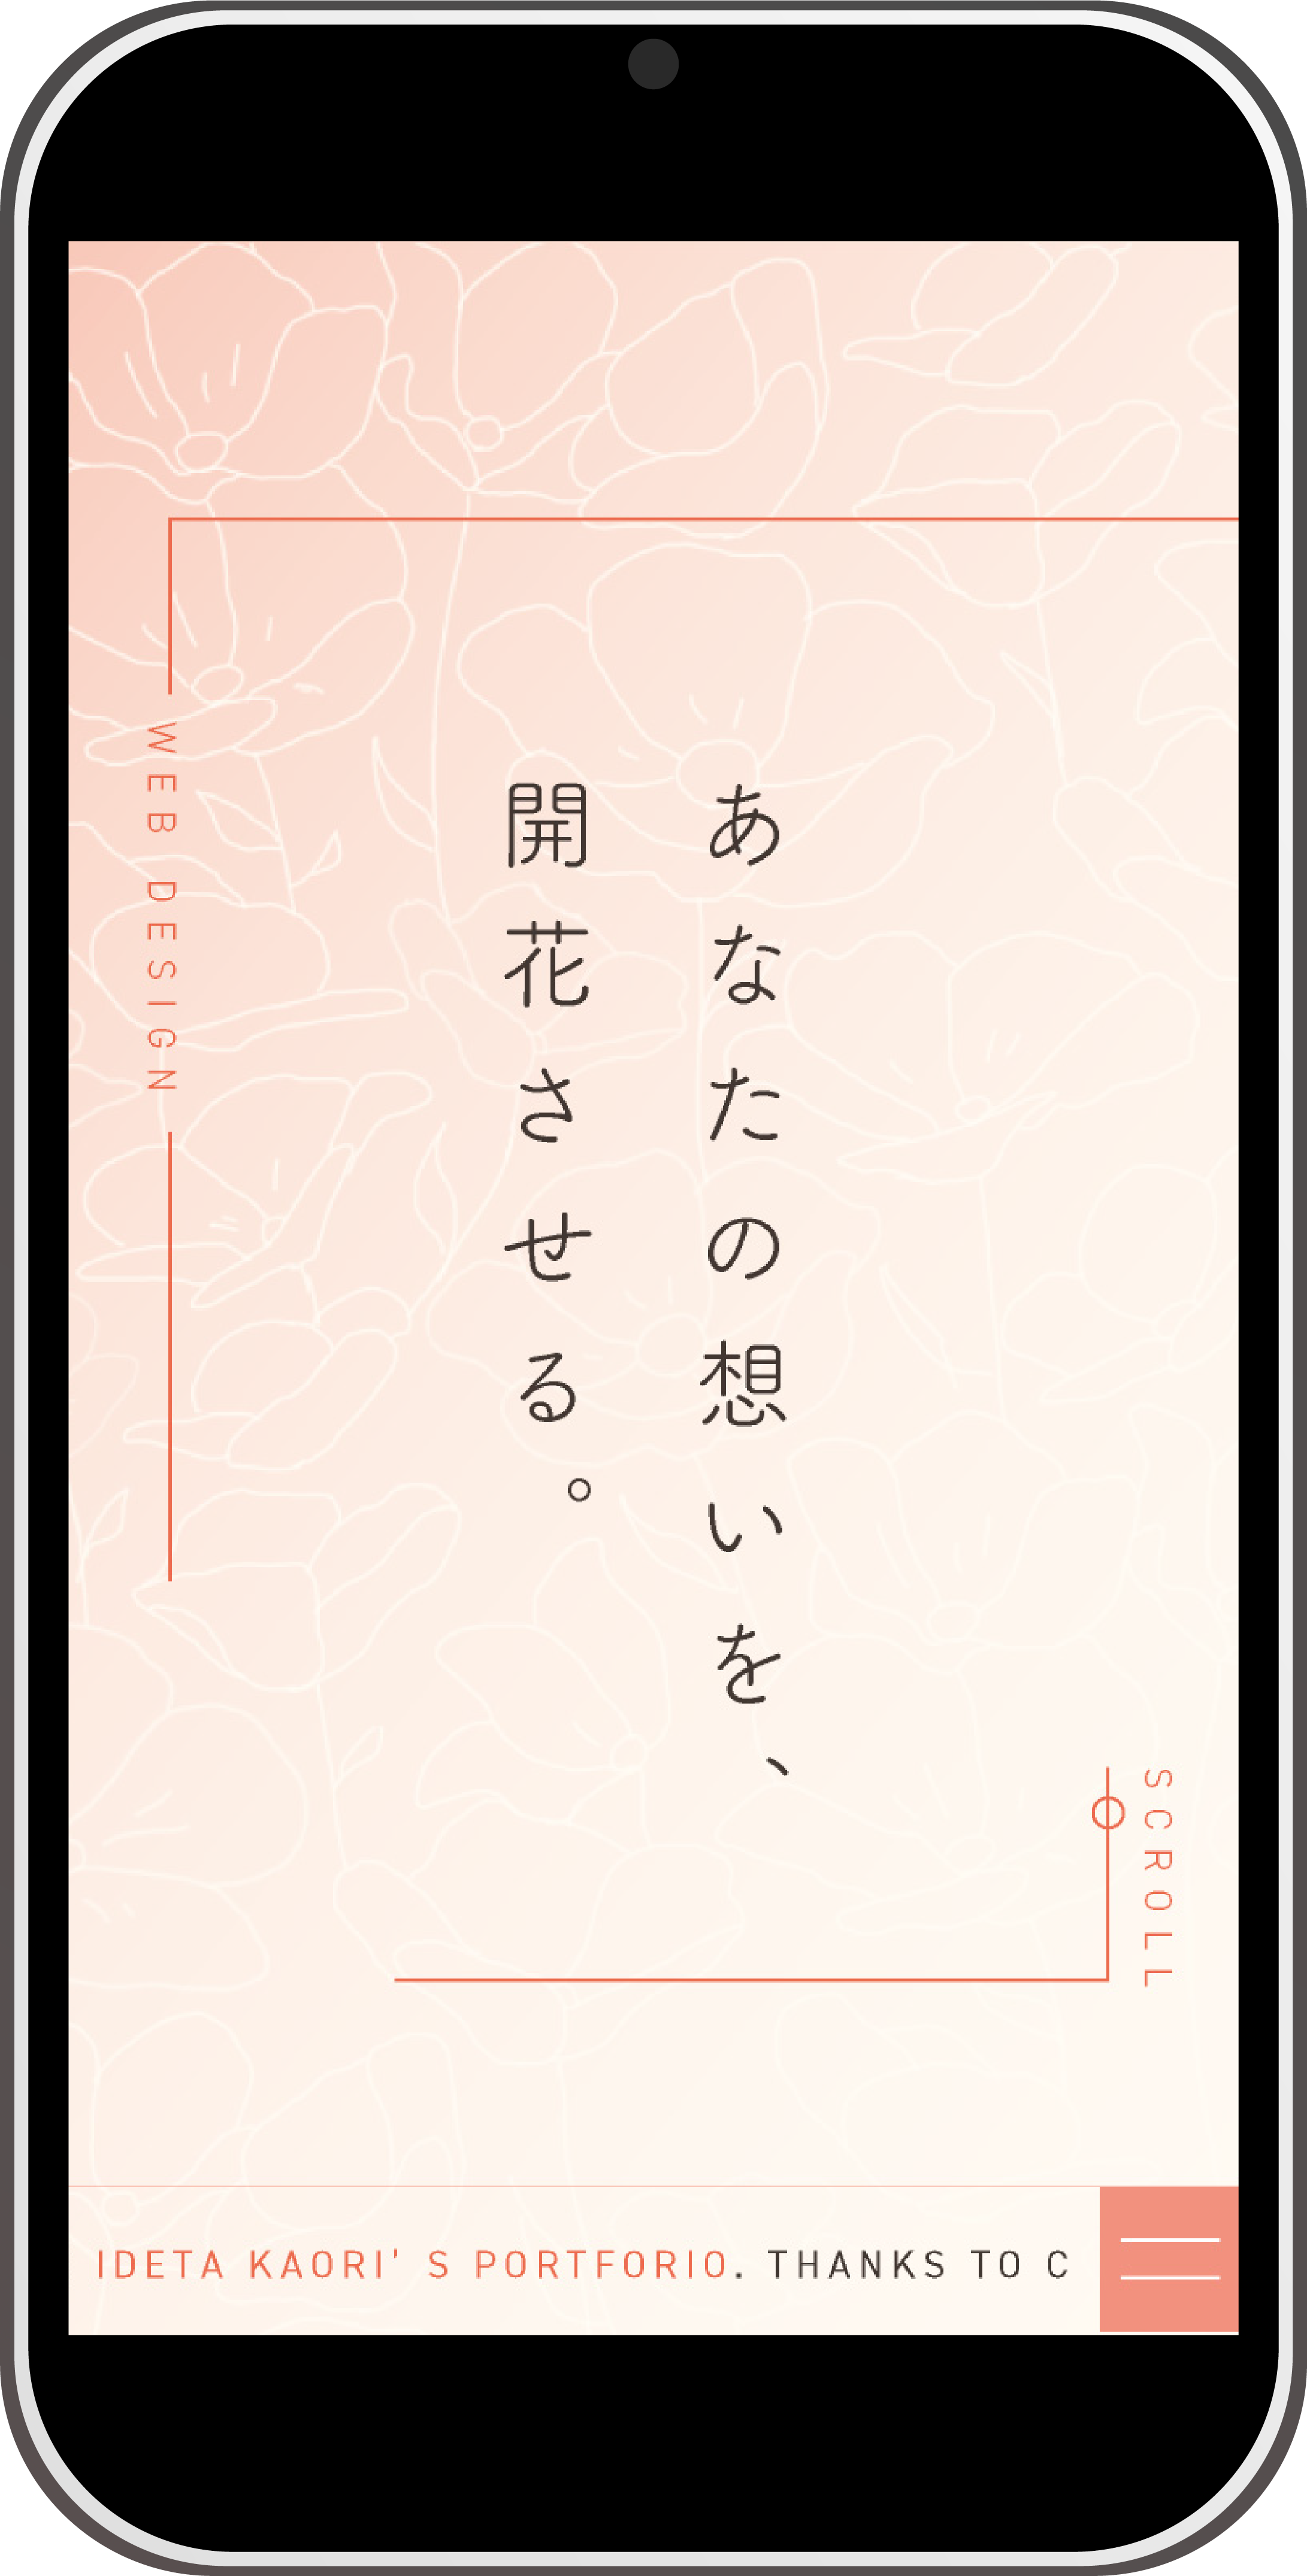 WEB DESIGN
あなたの想いを、
開花させる。
SCROLL
IDETA KAORI' S PORTFORIO. THANKS TO C